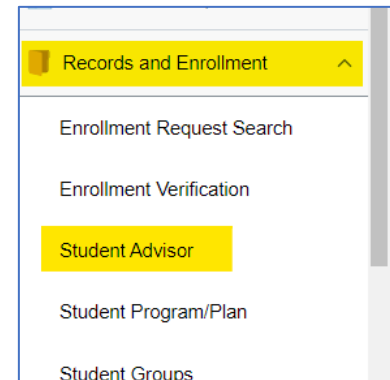 Records and Enrollment
Enrollment Request Search
Enrollment Verification
Student Advisor
Student Program/Plan
Student Groups